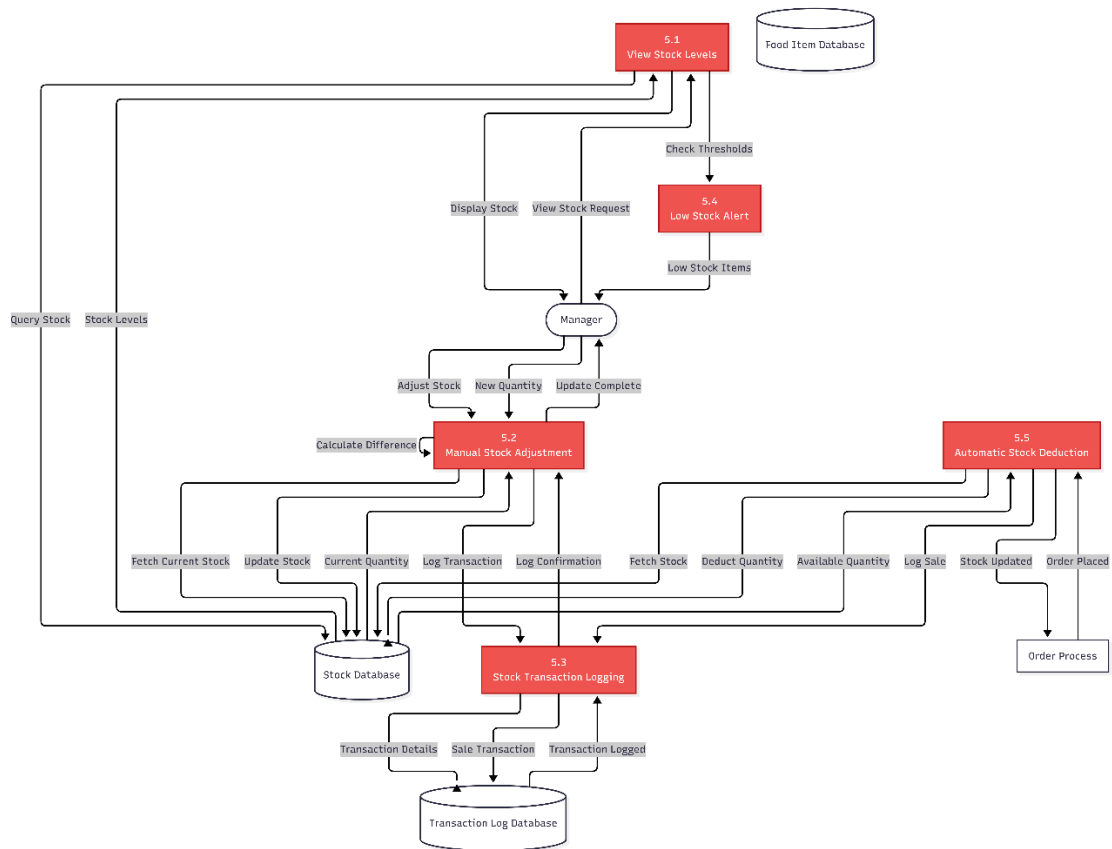 5.1
View Stock Levels
Food Item Database
Check Thresholds
5.4
Low Stock Alert
Display Stock
View Stock Request
Low Stock Items
Query Stock
Stock Levels
Manager
Adjust Stock
New Quantity
Update Complete
Calculate Difference
5.2
Manual Stock Adjustment
5.5
Automatic Stock Deduction
Fetch Current Stock
Update Stock
Current Quantity
Log Transaction
Log Confirmation
Fetch Stock
Deduct Quantity
Available Quantity
Log Sale
Stock Updated
Order Placed
Stock Database
5.3
Stock Transaction Logging
Order Process
Transaction Details
Sale Transaction
Transaction Logged
Transaction Log Database